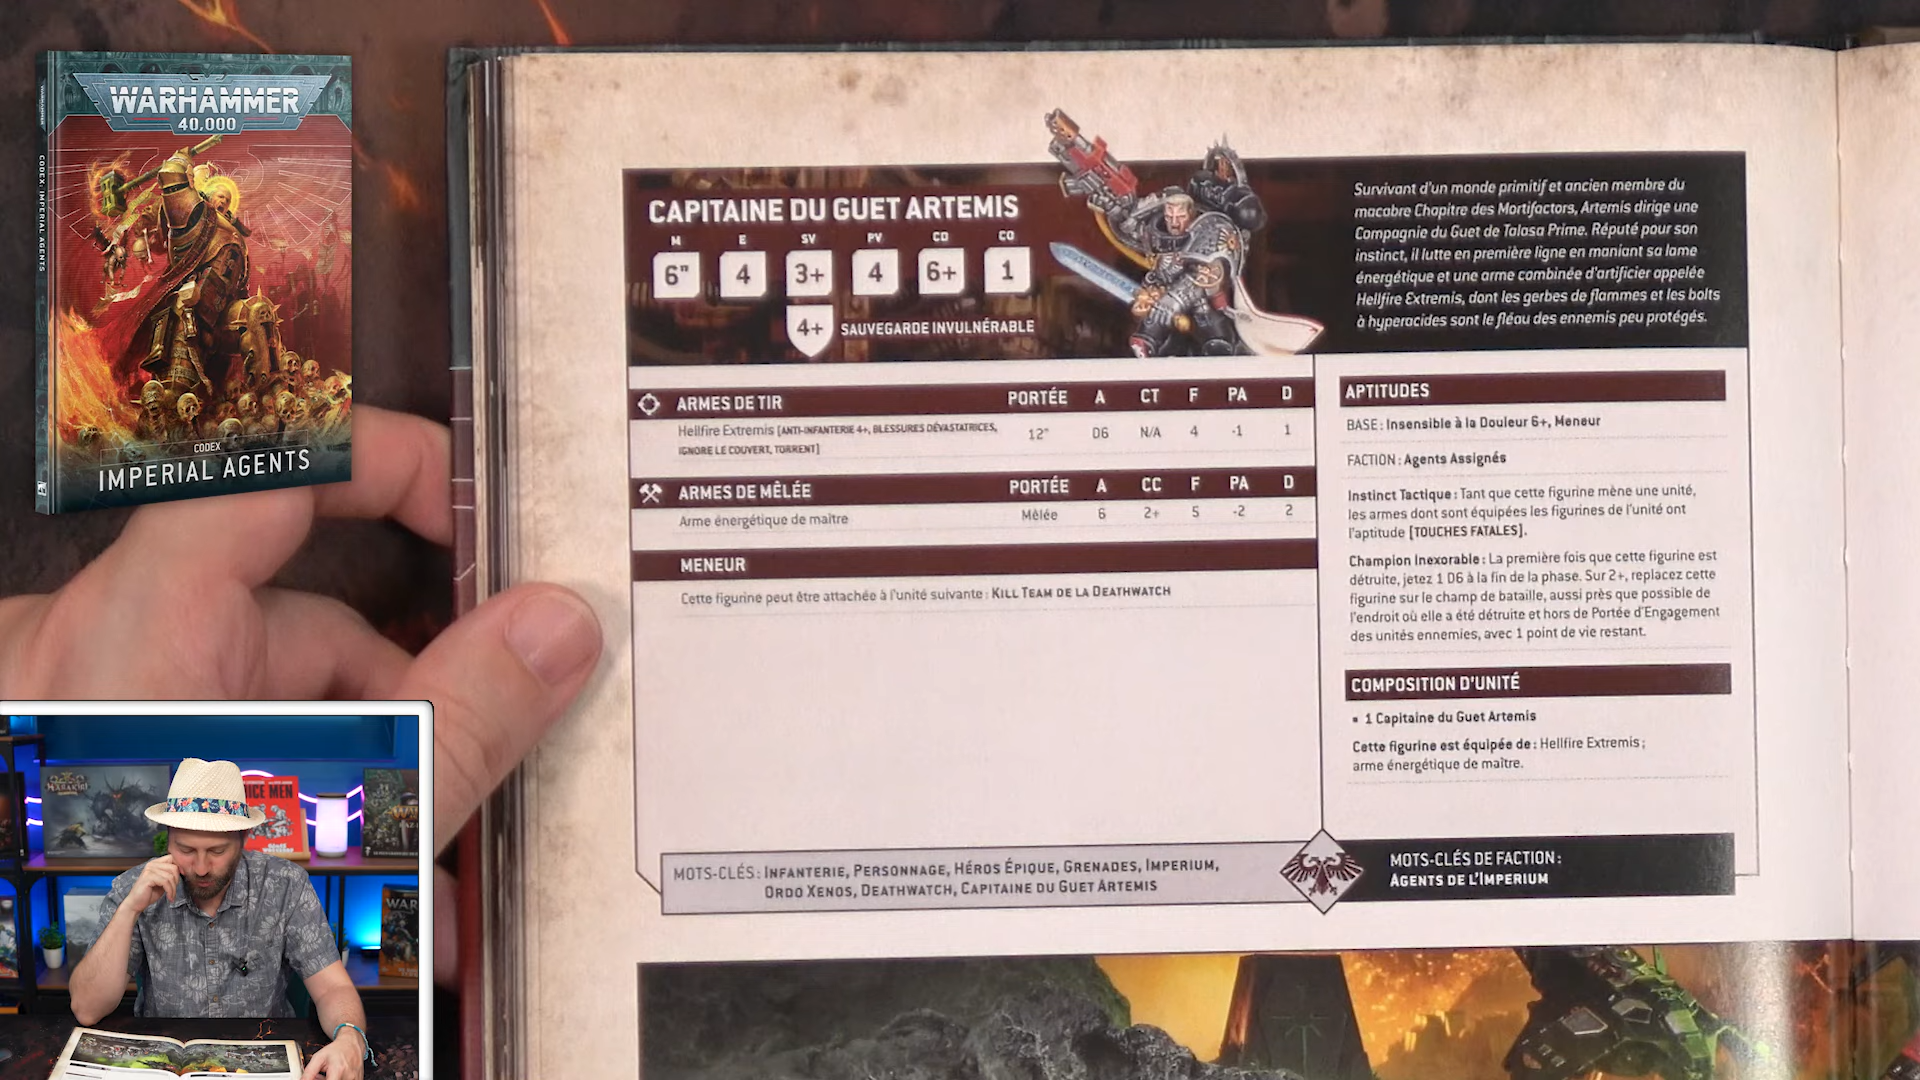 WARHAMMER
40,000
CODEX: IMPERIAL AGENTS
CODEX
IMPERIAL AGENTS
CAPITAINE DU GUET ARTEMIS
M E SV PV CD CO
6" 4 3+ 4 6+ 1
4+ SAUVEGARDE INVULNÉRABLE
Survivant d'un monde primitif et ancien membre du
macabre Chapitre des Mortifactors, Artemis dirige une
Compagnie du Guet de Talasa Prime. Réputé pour son
instinct, il lutte en première ligne en maniant sa lame
énergétique et une arme combinée d'artificier appelée
Hellfire Extremis, dont les gerbes de flammes et les bolts
à hyperacides sont le fléau des ennemis peu protégés.
ARMES DE TIR PORTÉE A CT F PA D
Hellfire Extremis [ANTI-INFANTERIE 4+, BLESSURES DÉVASTATRICES,
IGNORE LE COUVERT, TORRENT] 12" D6 N/A 4 -1 1
ARMES DE MÊLÉE PORTÉE A CC F PA D
Arme énergétique de maître Mêlée 6 2+ 5 -2 2
MENEUR
Cette figurine peut être attachée à l'unité suivante : KILL TEAM DE LA DEATHWATCH
APTITUDES
BASE : Insensible à la Douleur 6+, Meneur
FACTION : Agents Assignés
Instinct Tactique : Tant que cette figurine mène une unité,
les armes dont sont équipées les figurines de l'unité ont
l'aptitude [TOUCHES FATALES].
Champion Inexorable : La première fois que cette figurine est
détruite, jetez 1 D6 à la fin de la phase. Sur 2+, replacez cette
figurine sur le champ de bataille, aussi près que possible de
l'endroit où elle a été détruite et hors de Portée d'Engagement
des unités ennemies, avec 1 point de vie restant.
COMPOSITION D'UNITÉ
▪ 1 Capitaine du Guet Artemis
Cette figurine est équipée de : Hellfire Extremis ;
arme énergétique de maître.
MOTS-CLÉS : INFANTERIE, PERSONNAGE, HÉROS ÉPIQUE, GRENADES, IMPERIUM,
ORDO XENOS, DEATHWATCH, CAPITAINE DU GUET ARTEMIS
MOTS-CLÉS DE FACTION :
AGENTS DE L'IMPERIUM
HARAKIRI
MEN
WAR